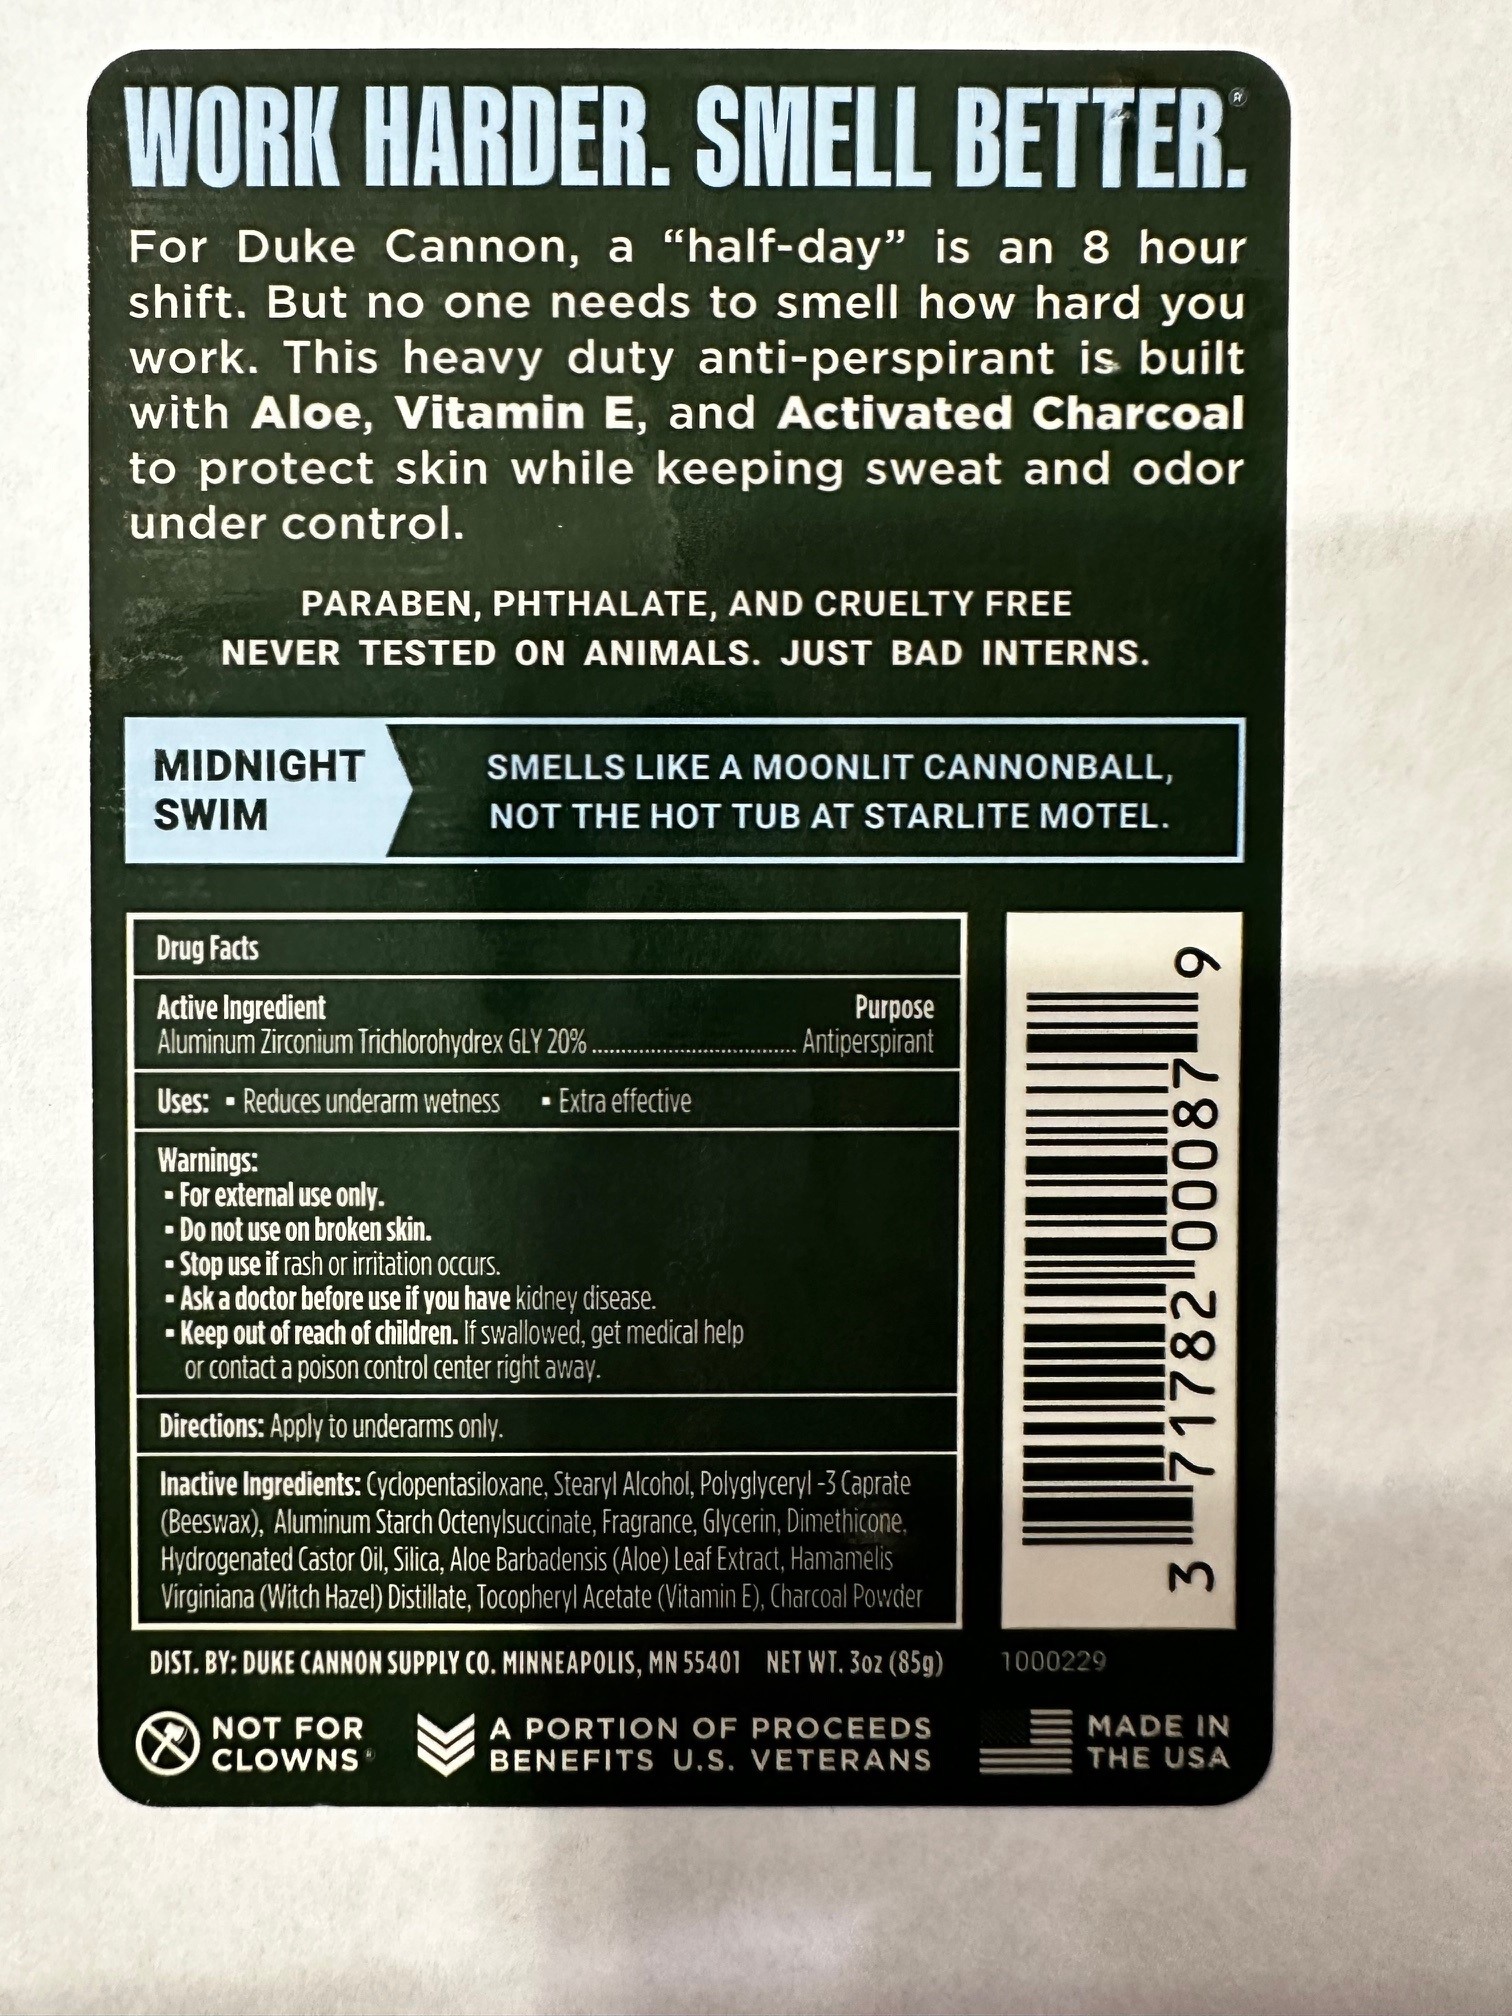 WORK HARDER. SMELL BETTER.®
For Duke Cannon, a “half-day” is an 8 hour
shift. But no one needs to smell how hard you
work. This heavy duty anti-perspirant is built
with Aloe, Vitamin E, and Activated Charcoal
to protect skin while keeping sweat and odor
under control.
PARABEN, PHTHALATE, AND CRUELTY FREE
NEVER TESTED ON ANIMALS. JUST BAD INTERNS.
MIDNIGHT
SWIM
SMELLS LIKE A MOONLIT CANNONBALL,
NOT THE HOT TUB AT STARLITE MOTEL.
Drug Facts
Active Ingredient Purpose
Aluminum Zirconium Trichlorohydrex GLY 20% .................................. Antiperspirant
Uses: ▪ Reduces underarm wetness ▪ Extra effective
Warnings:
▪ For external use only.
▪ Do not use on broken skin.
▪ Stop use if rash or irritation occurs.
▪ Ask a doctor before use if you have kidney disease.
▪ Keep out of reach of children. If swallowed, get medical help
or contact a poison control center right away.
Directions: Apply to underarms only.
Inactive Ingredients: Cyclopentasiloxane, Stearyl Alcohol, Polyglyceryl -3 Caprate
(Beeswax), Aluminum Starch Octenylsuccinate, Fragrance, Glycerin, Dimethicone,
Hydrogenated Castor Oil, Silica, Aloe Barbadensis (Aloe) Leaf Extract, Hamamelis
Virginiana (Witch Hazel) Distillate, Tocopheryl Acetate (Vitamin E), Charcoal Powder
3 71782 00087 9
DIST. BY: DUKE CANNON SUPPLY CO. MINNEAPOLIS, MN 55401 NET WT. 3oz (85g)
1000229
NOT FOR
CLOWNS®
A PORTION OF PROCEEDS
BENEFITS U.S. VETERANS
MADE IN
THE USA